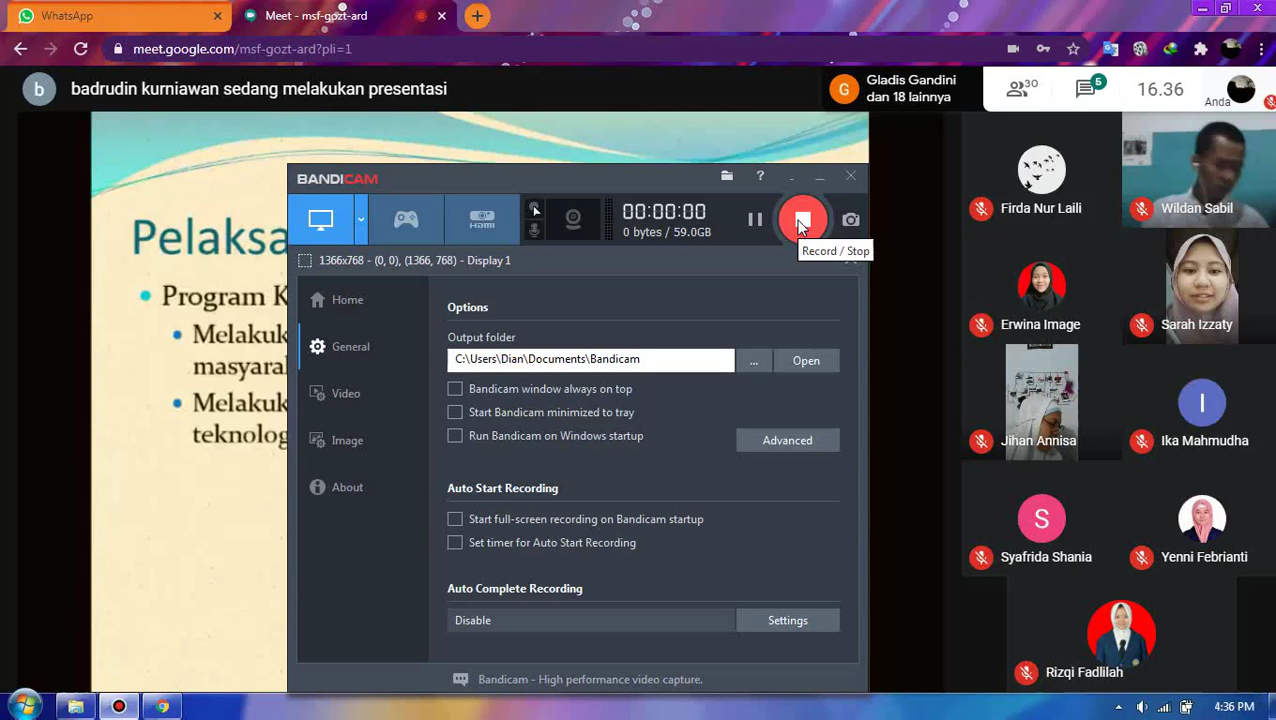 WhatsApp
Meet - msf-gozt-ard
meet.google.com/msf-gozt-ard?pli=1
b
badrudin kurniawan sedang melakukan presentasi
G
Gladis Gandini
dan 18 lainnya
30
5
16.36
Anda
Pelaksa
Program K
Melakuk
masyaral
Melakuk
teknolog
BANDICAM
?
HDMI
00:00:00
0 bytes / 59.0GB
Record / Stop
1366x768 - (0, 0), (1366, 768) - Display 1
Home
General
Video
Image
About
Options
Output folder
C:\Users\Dian\Documents\Bandicam
...
Open
Bandicam window always on top
Start Bandicam minimized to tray
Run Bandicam on Windows startup
Advanced
Auto Start Recording
Start full-screen recording on Bandicam startup
Set timer for Auto Start Recording
Auto Complete Recording
Disable
Settings
Bandicam - High performance video capture.
Firda Nur Laili
Wildan Sabil
Erwina Image
Sarah Izzaty
Jihan Annisa
I
Ika Mahmudha
S
Syafrida Shania
Yenni Febrianti
Rizqi Fadlilah
4:36 PM